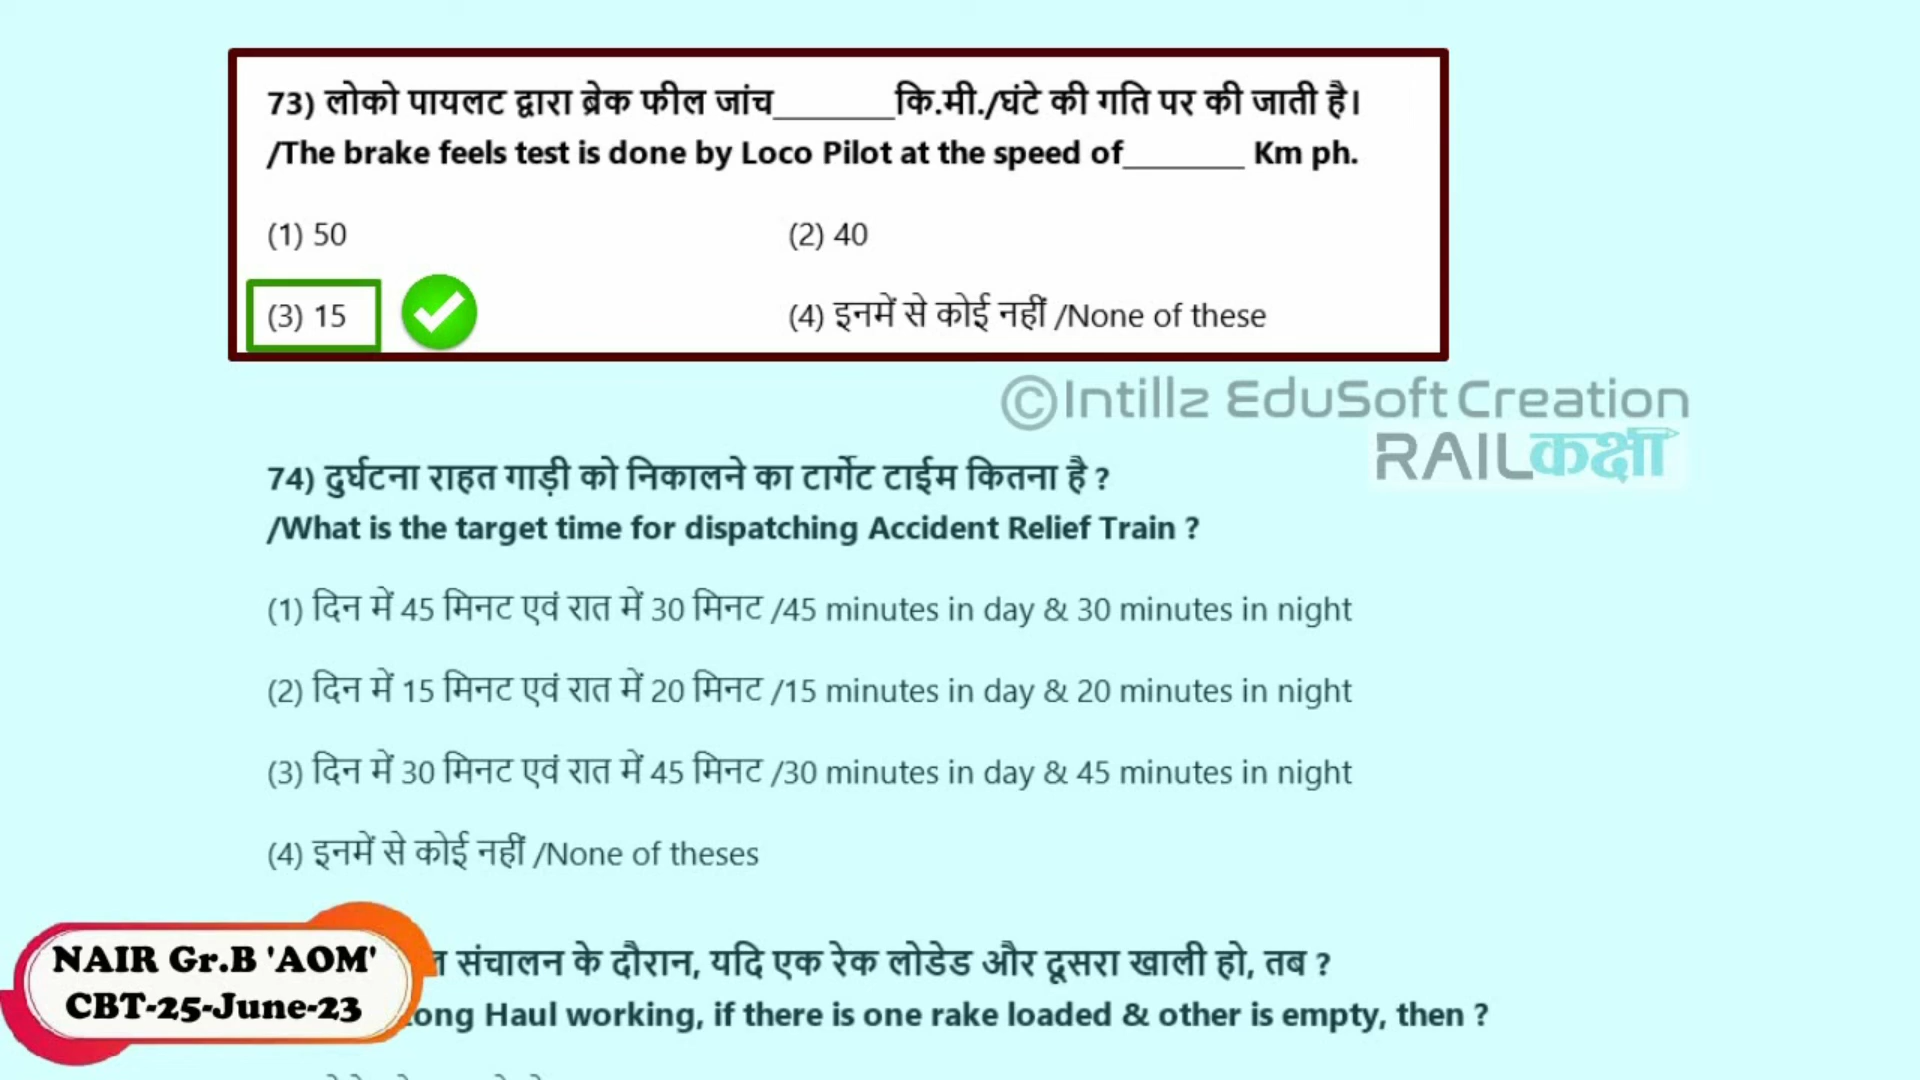 73) लोको पायलट द्वारा ब्रेक फील जांच_______कि.मी./घंटे की गति पर की जाती है।
/The brake feels test is done by Loco Pilot at the speed of_______ Km ph.
(1) 50 (2) 40
(3) 15 (4) इनमें से कोई नहीं /None of these
©Intillz EduSoft Creation
RAILकक्षा
74) दुर्घटना राहत गाड़ी को निकालने का टार्गेट टाईम कितना है ?
/What is the target time for dispatching Accident Relief Train ?
(1) दिन में 45 मिनट एवं रात में 30 मिनट /45 minutes in day & 30 minutes in night
(2) दिन में 15 मिनट एवं रात में 20 मिनट /15 minutes in day & 20 minutes in night
(3) दिन में 30 मिनट एवं रात में 45 मिनट /30 minutes in day & 45 minutes in night
(4) इनमें से कोई नहीं /None of theses
संचालन के दौरान, यदि एक रेक लोडेड और दूसरा खाली हो, तब ?
Long Haul working, if there is one rake loaded & other is empty, then ?
NAIR Gr.B 'AOM'
CBT-25-June-23